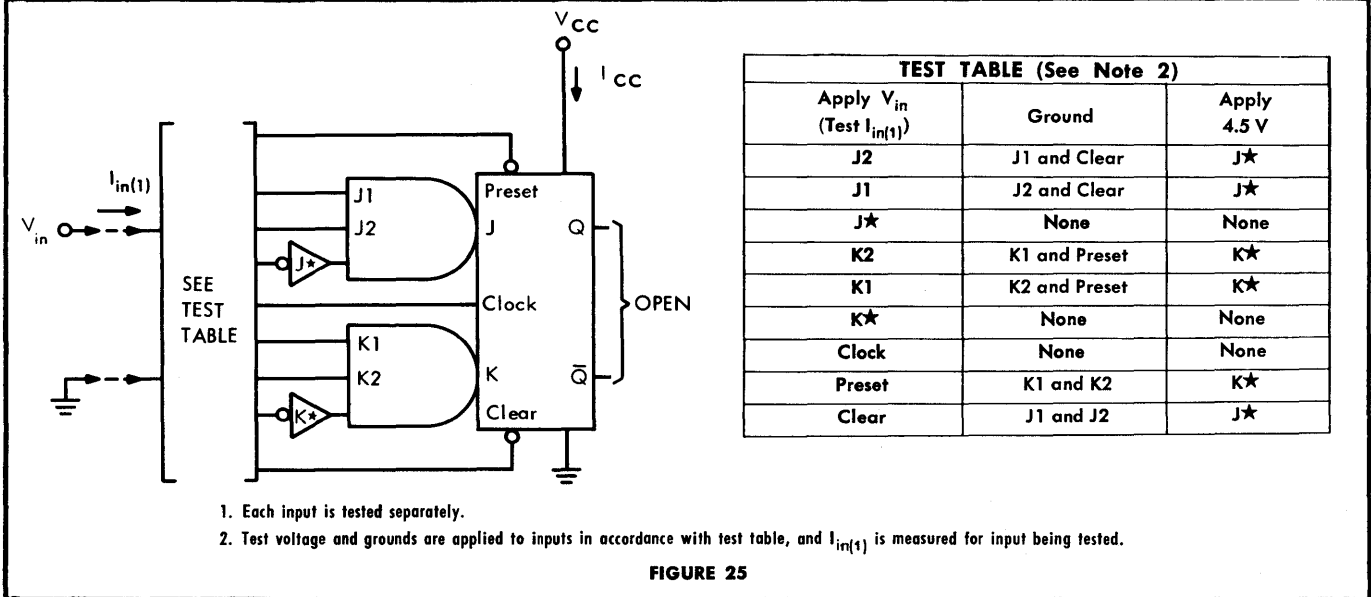 V CC
I CC
I in(1)
V in
SEE
TEST
TABLE
J1
J2
J★
K1
K2
K★
Preset
J
Q
Clock
K
Q̅
Clear
OPEN
TEST TABLE (See Note 2)
Apply Vin (Test Iin(1)) Ground Apply 4.5 V
J2 J1 and Clear J★
J1 J2 and Clear J★
J★ None None
K2 K1 and Preset K★
K1 K2 and Preset K★
K★ None None
Clock None None
Preset K1 and K2 K★
Clear J1 and J2 J★
1. Each input is tested separately.
2. Test voltage and grounds are applied to inputs in accordance with test table, and Iin(1) is measured for input being tested.
FIGURE 25